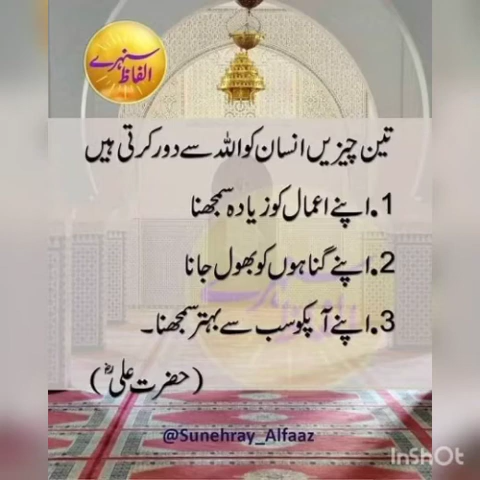 سنہرے
الفاظ
تین چیزیں انسان کو اللہ سے دور کرتی ہیں
1. اپنے اعمال کو زیادہ سمجھنا
2. اپنے گناہوں کو بھول جانا
3. اپنے آپکو سب سے بہتر سمجھنا۔
(حضرت علیؓ)
@Sunehray_Alfaaz
InShOt